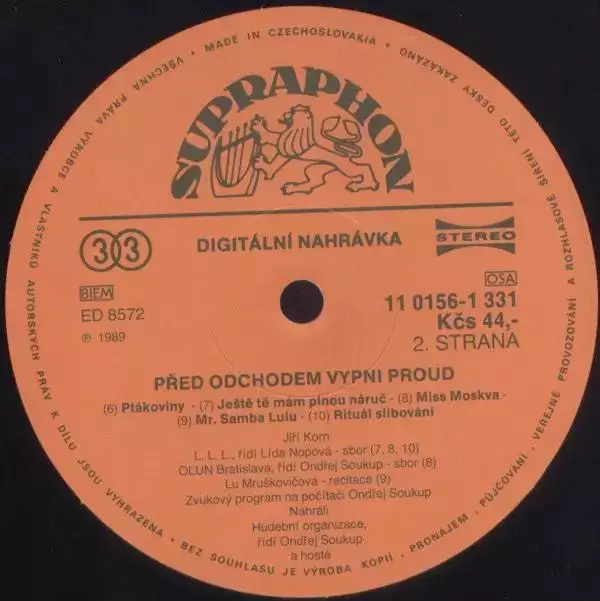 • VŠECHNA PRÁVA VÝROBCE A VLASTNÍKŮ AUTORSKÝCH PRÁV K DÍLU JSOU VYHRAZENA • BEZ SOUHLASU JE VÝROBA KOPIÍ, PRONÁJEM, PŮJČOVÁNÍ, VEŘEJNÉ PROVOZOVÁNÍ A ROZHLASOVÉ ŠÍŘENÍ TÉTO DESKY ZAKÁZÁNO
• MADE IN CZECHOSLOVAKIA •
SUPRAPHON
33 DIGITÁLNÍ NAHRÁVKA STEREO
BIEM OSA
ED 8572 11 0156-1 331
℗ 1989 Kčs 44,-
2. STRANA
PŘED ODCHODEM VYPNI PROUD
(6) Ptákoviny - (7) Ještě tě mám plnou náruč - (8) Miss Moskva -
(9) Mr. Samba Lulu - (10) Rituál slibování
Jiří Korn
L. L. L., řídí Lída Nopová - sbor (7, 8, 10)
OLUN Bratislava, řídí Ondřej Soukup - sbor (8)
Lu Mruškovičová - recitace (9)
Zvukový program na počítači Ondřej Soukup
Nahráli
Hudební organizace,
řídí Ondřej Soukup
a hosté